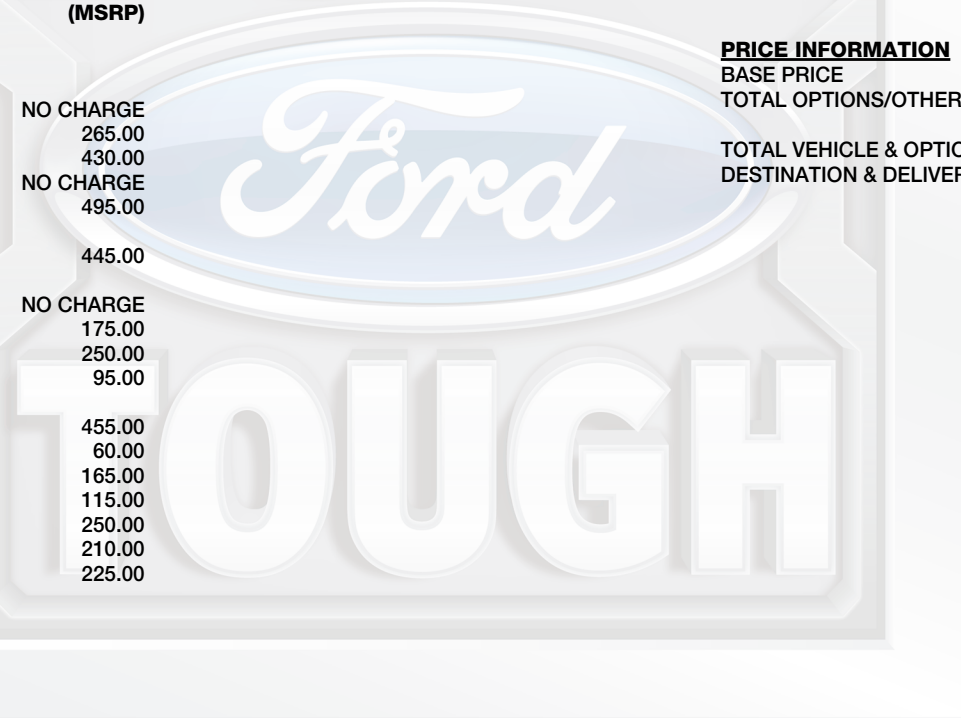 (MSRP)
NO CHARGE
265.00
430.00
NO CHARGE
495.00
445.00
NO CHARGE
175.00
250.00
95.00
455.00
60.00
165.00
115.00
250.00
210.00
225.00
PRICE INFORMATION
BASE PRICE
TOTAL OPTIONS/OTHER
TOTAL VEHICLE & OPTIO
DESTINATION & DELIVER
Ford
TOUGH